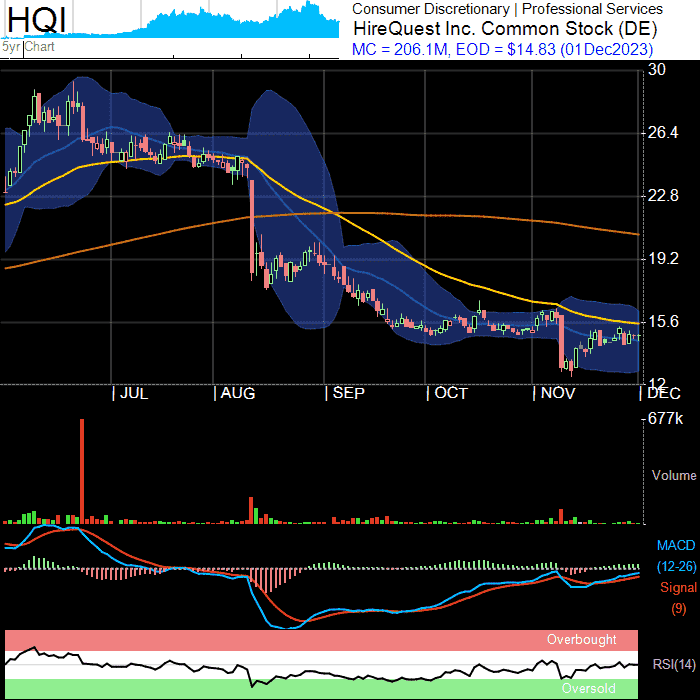 HQI
5yr Chart
Consumer Discretionary | Professional Services
HireQuest Inc. Common Stock (DE)
MC = 206.1M, EOD = $14.83 (01Dec2023)
30
26.4
22.8
19.2
15.6
12
JUL AUG SEP OCT NOV DEC
677k
Volume
MACD
(12-26)
Signal
(9)
Overbought
RSI(14)
Oversold